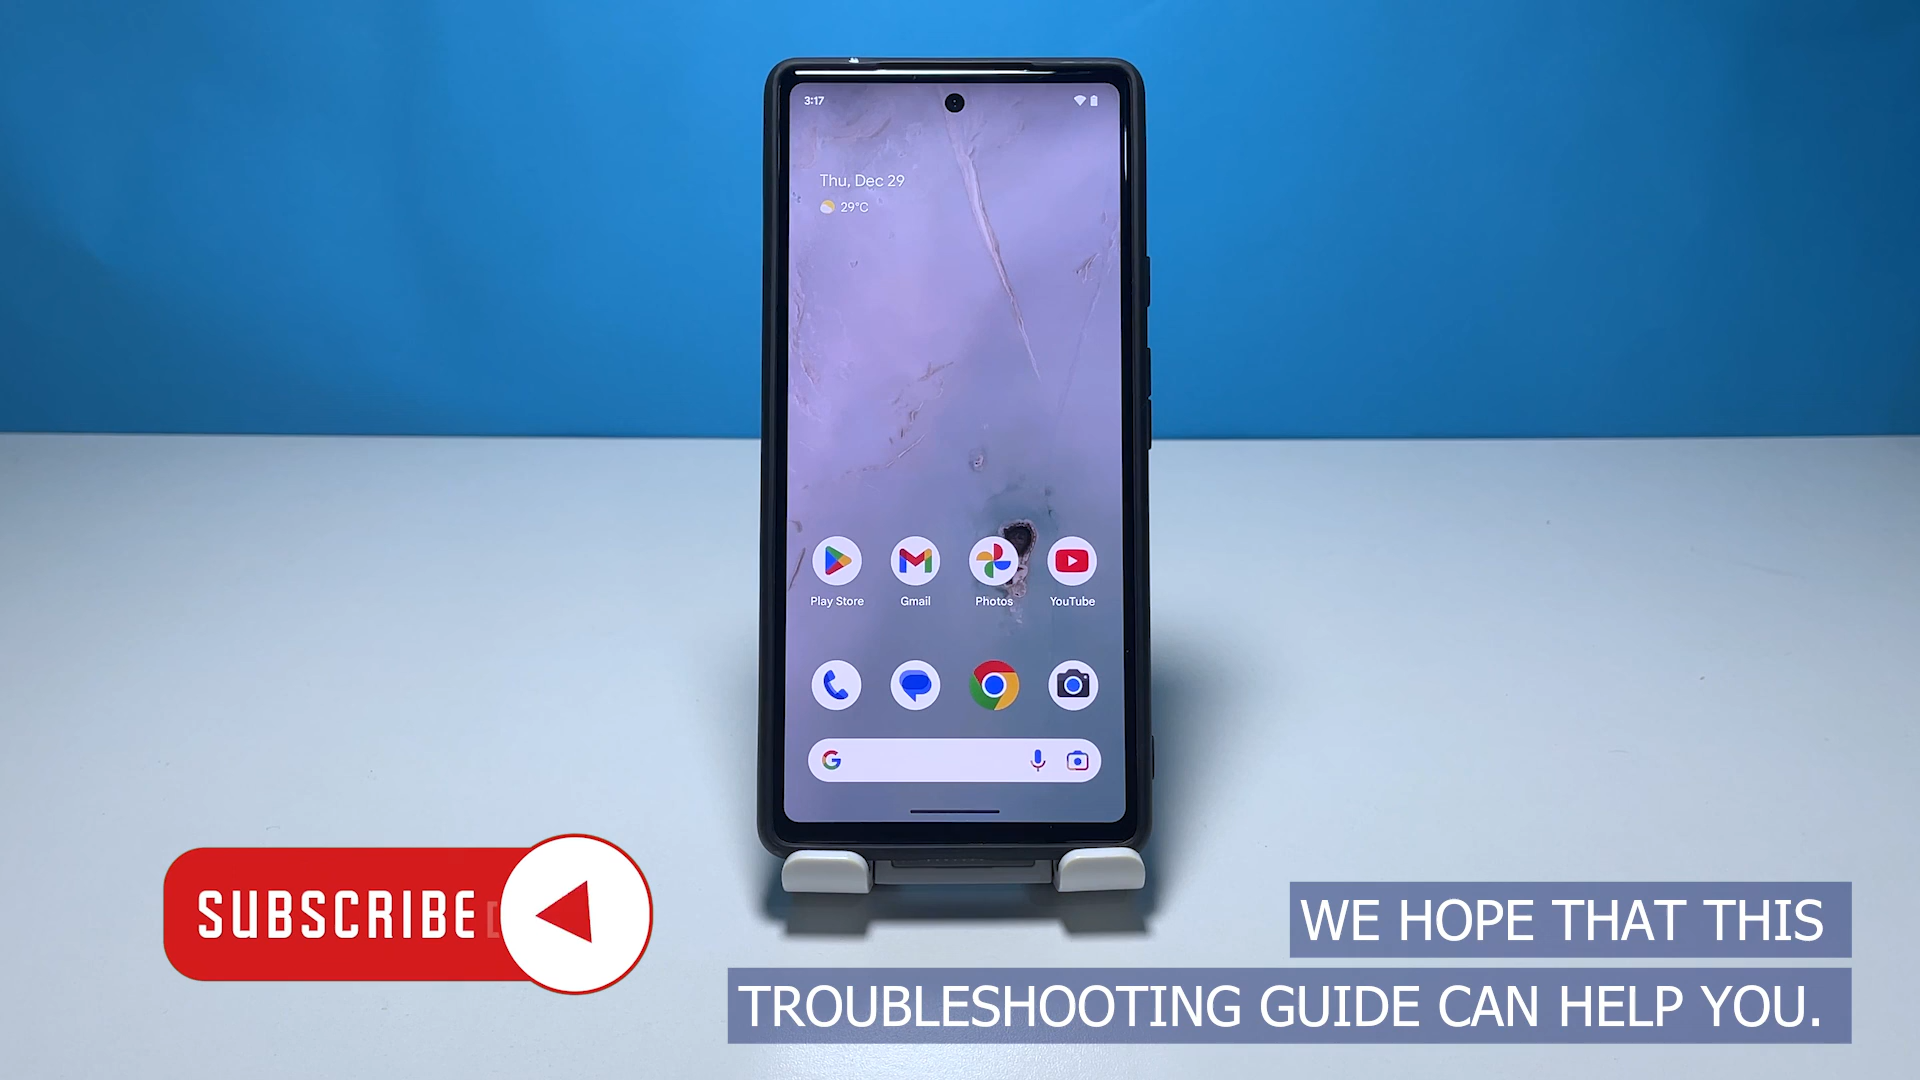 3:17
Thu, Dec 29
29°C
Play Store Gmail Photos YouTube
G
SUBSCRIBE
WE HOPE THAT THIS
TROUBLESHOOTING GUIDE CAN HELP YOU.